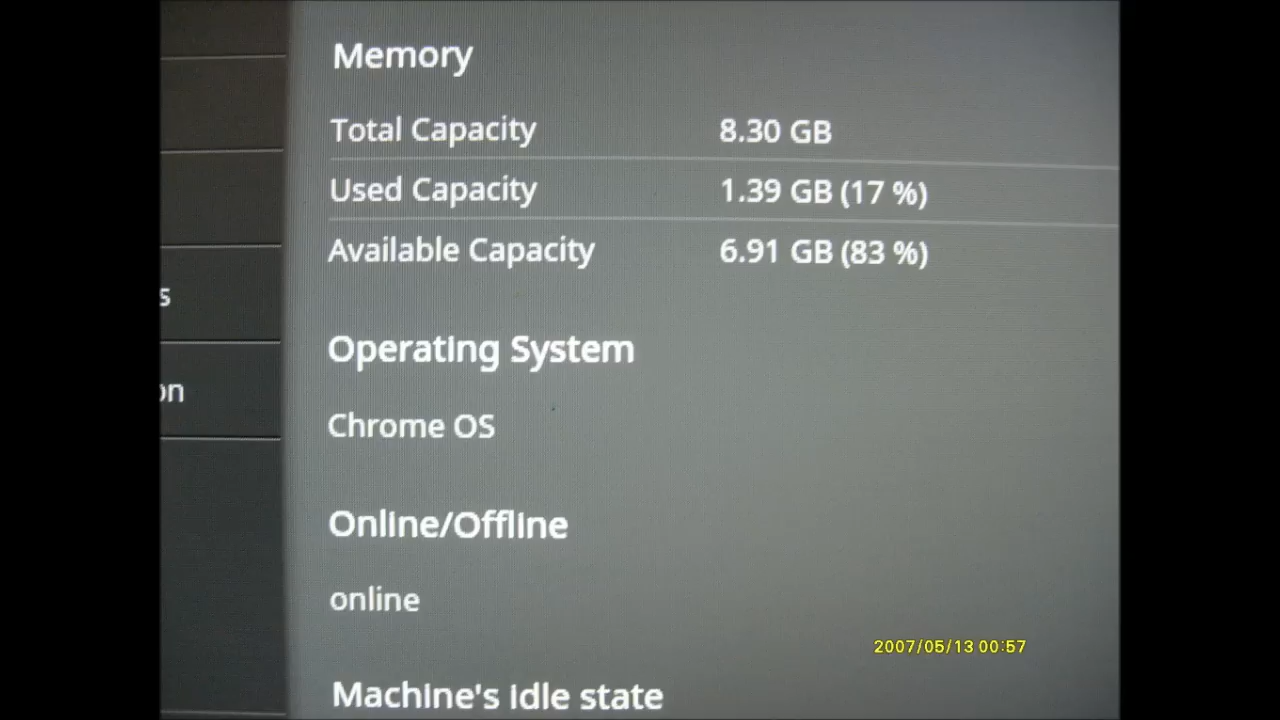 Memory
Total Capacity 8.30 GB
Used Capacity 1.39 GB (17 %)
Available Capacity 6.91 GB (83 %)
s
Operating System
on
Chrome OS
Online/Offline
online
2007/05/13 00:57
Machine's idle state